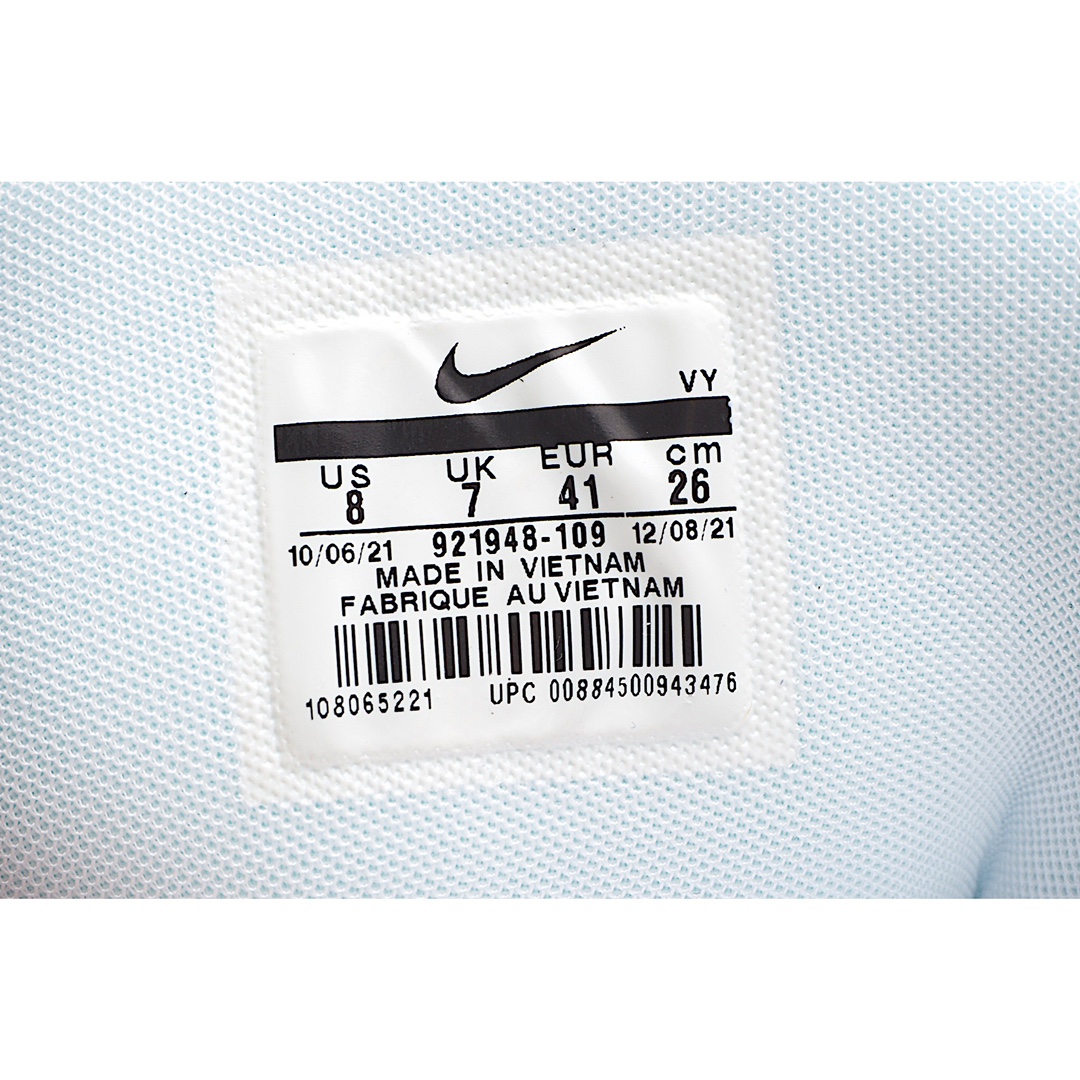 VY
US UK EUR cm
8 7 41 26
10/06/21 921948-109 12/08/21
MADE IN VIETNAM
FABRIQUE AU VIETNAM
108065221 UPC 00884500943476